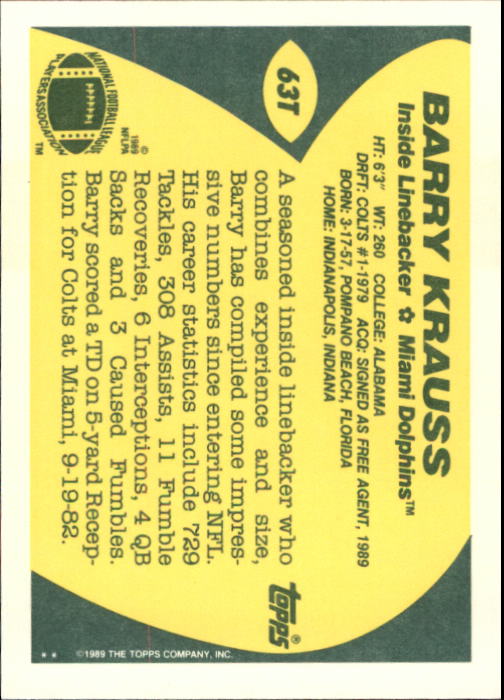 63T
BARRY KRAUSS
Inside Linebacker ✪ Miami Dolphins™
HT: 6'3" WT: 260 COLLEGE: ALABAMA
DRFT: COLTS #1-1979 ACQ: SIGNED AS FREE AGENT, 1989
BORN: 3-17-57, POMPANO BEACH, FLORIDA
HOME: INDIANAPOLIS, INDIANA
A seasoned inside linebacker who
combines experience and size,
Barry has compiled some impres-
sive numbers since entering NFL.
His career statistics include 729
Tackles, 308 Assists, 11 Fumble
Recoveries, 6 Interceptions, 4 QB
Sacks and 3 Caused Fumbles.
Barry scored a TD on 5-yard Recep-
tion for Colts at Miami, 9-19-82.
NATIONAL FOOTBALL LEAGUE
PLAYERS ASSOCIATION
™
©
1989
NFLPA
topps®
** ©1989 THE TOPPS COMPANY, INC.